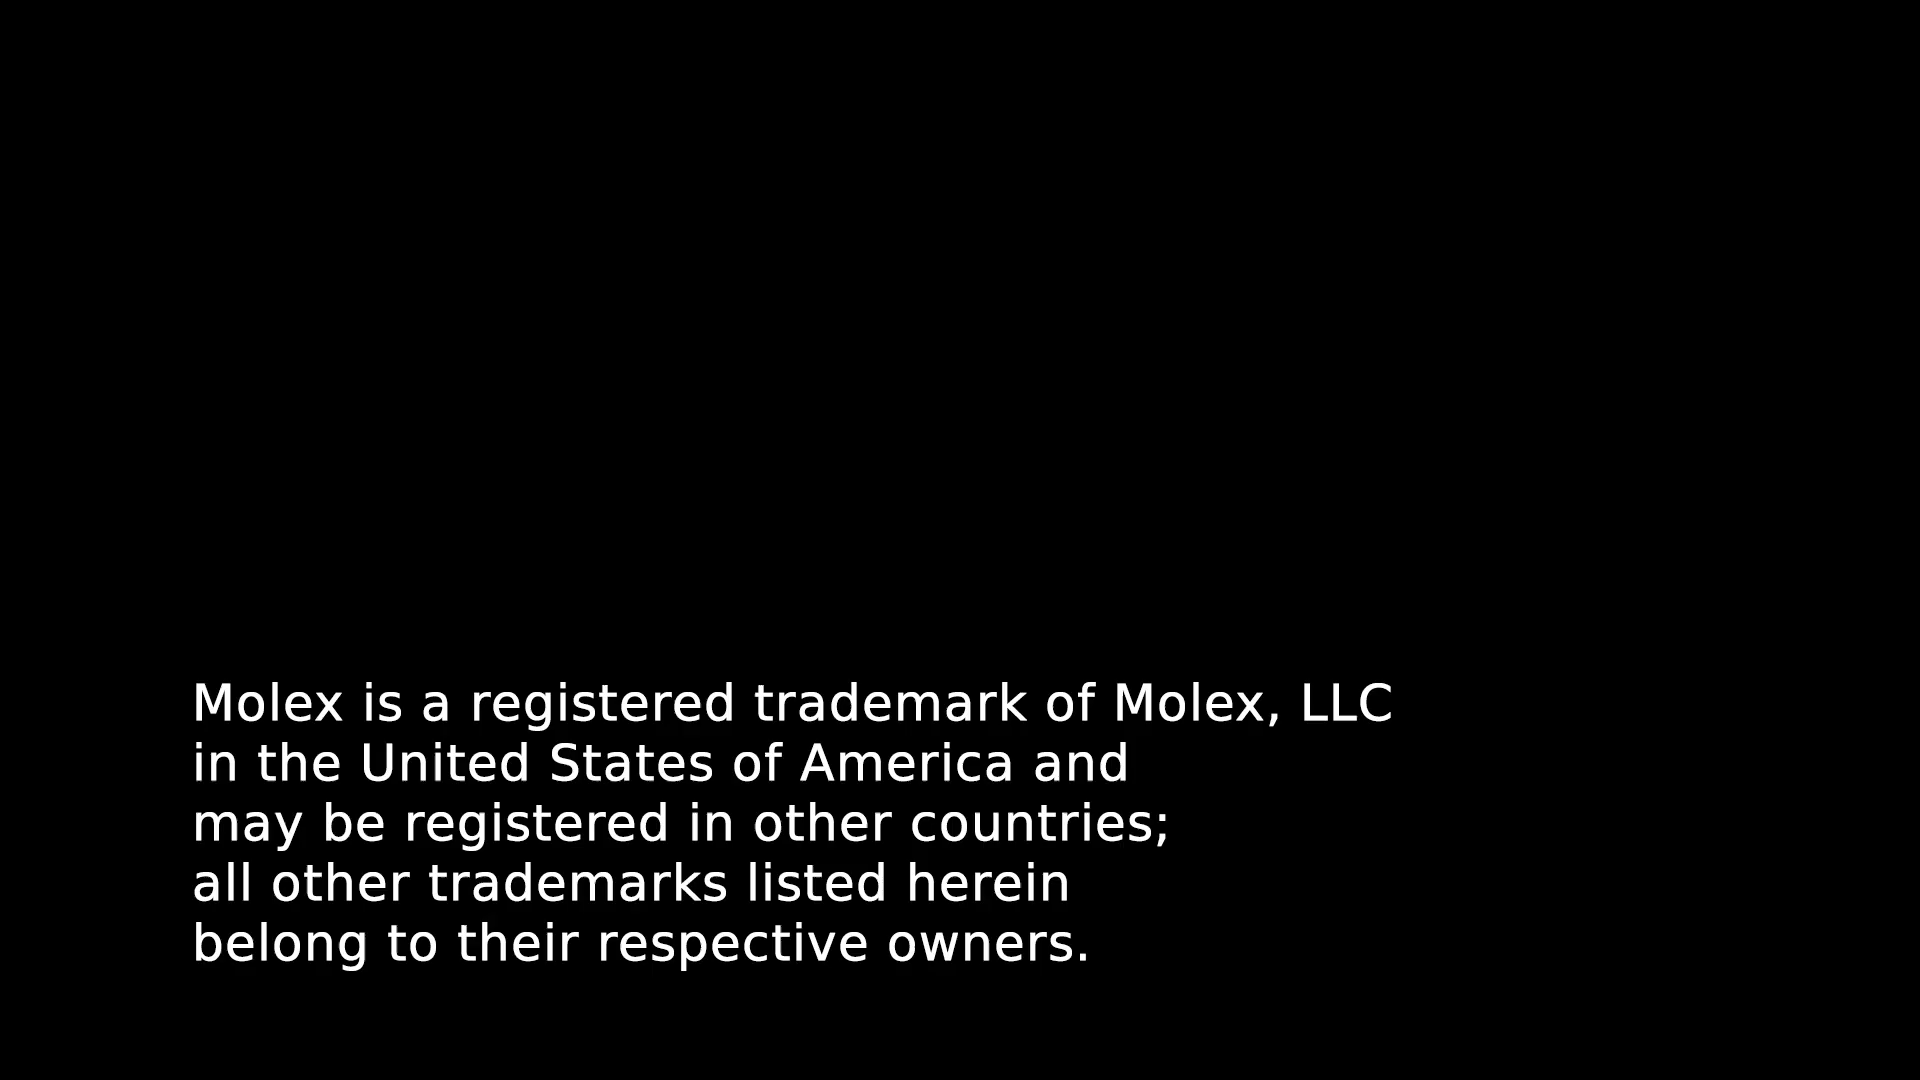 Molex is a registered trademark of Molex, LLC
in the United States of America and
may be registered in other countries;
all other trademarks listed herein
belong to their respective owners.